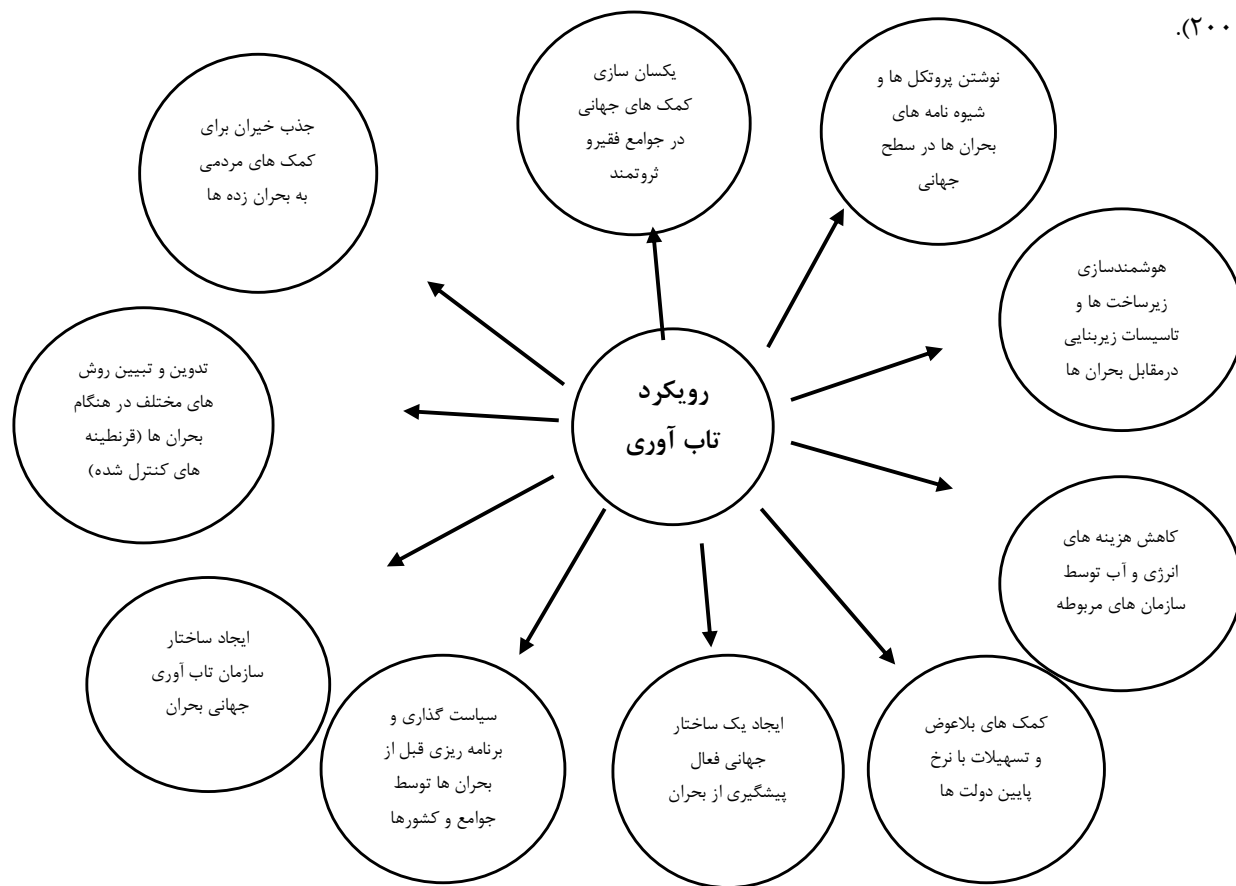 ۲۰۰).
یکسان سازی
کمک های جهانی
در جوامع فقیرو
ثروتمند
نوشتن پروتکل ها و
شیوه نامه های
بحران ها در سطح
جهانی
هوشمندسازی
زیرساخت ها و
تاسیسات زیربنایی
درمقابل بحران ها
کاهش هزینه های
انرژی و آب توسط
سازمان های مربوطه
کمک های بلاعوض
و تسهیلات با نرخ
پایین دولت ها
ایجاد یک ساختار
جهانی فعال
پیشگیری از بحران
سیاست گذاری و
برنامه ریزی قبل از
بحران ها توسط
جوامع و کشورها
ایجاد ساختار
سازمان تاب آوری
جهانی بحران
تدوین و تبیین روش
های مختلف در هنگام
بحران ها (قرنطینه
های کنترل شده)
جذب خیران برای
کمک های مردمی
به بحران زده ها
رویکرد
تاب آوری